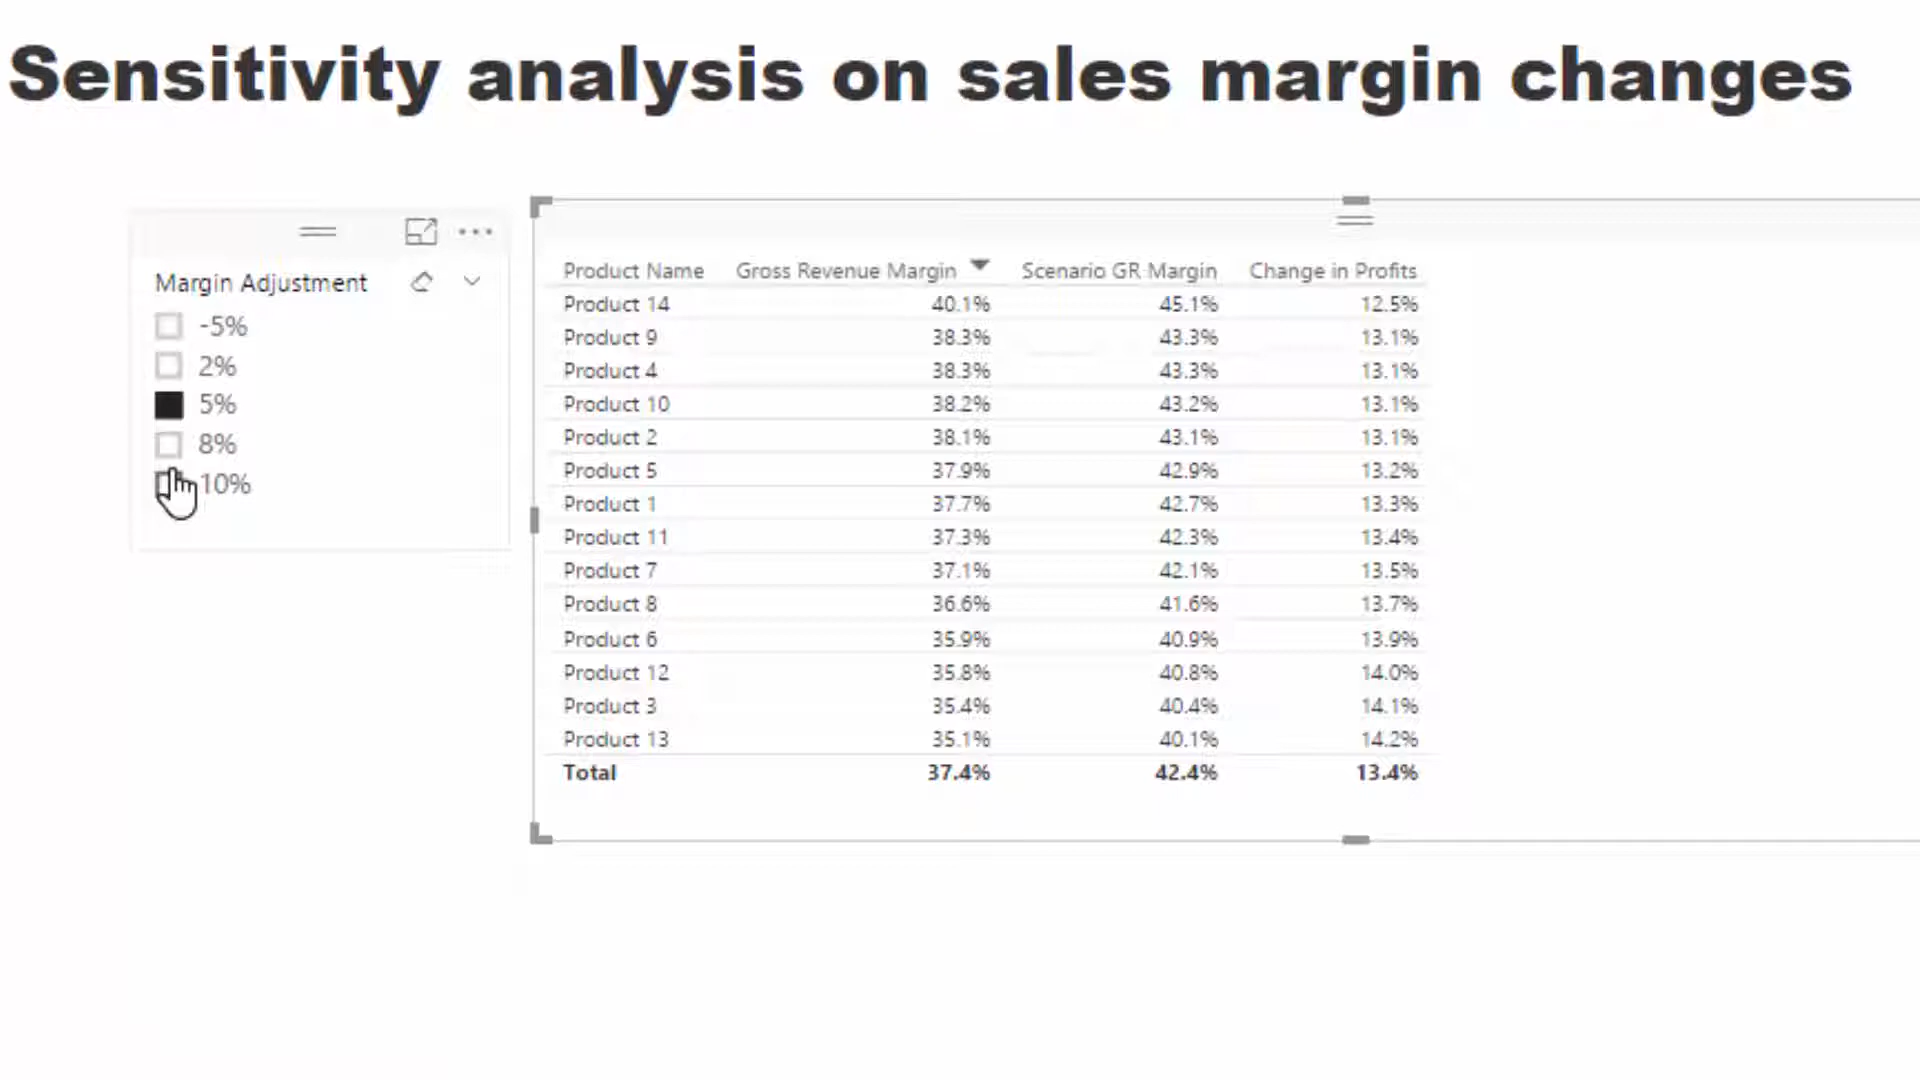 Sensitivity analysis on sales margin changes
Margin Adjustment
-5%
2%
5%
8%
10%
Product Name Gross Revenue Margin Scenario GR Margin Change in Profits
Product 14 40.1% 45.1% 12.5%
Product 9 38.3% 43.3% 13.1%
Product 4 38.3% 43.3% 13.1%
Product 10 38.2% 43.2% 13.1%
Product 2 38.1% 43.1% 13.1%
Product 5 37.9% 42.9% 13.2%
Product 1 37.7% 42.7% 13.3%
Product 11 37.3% 42.3% 13.4%
Product 7 37.1% 42.1% 13.5%
Product 8 36.6% 41.6% 13.7%
Product 6 35.9% 40.9% 13.9%
Product 12 35.8% 40.8% 14.0%
Product 3 35.4% 40.4% 14.1%
Product 13 35.1% 40.1% 14.2%
Total 37.4% 42.4% 13.4%